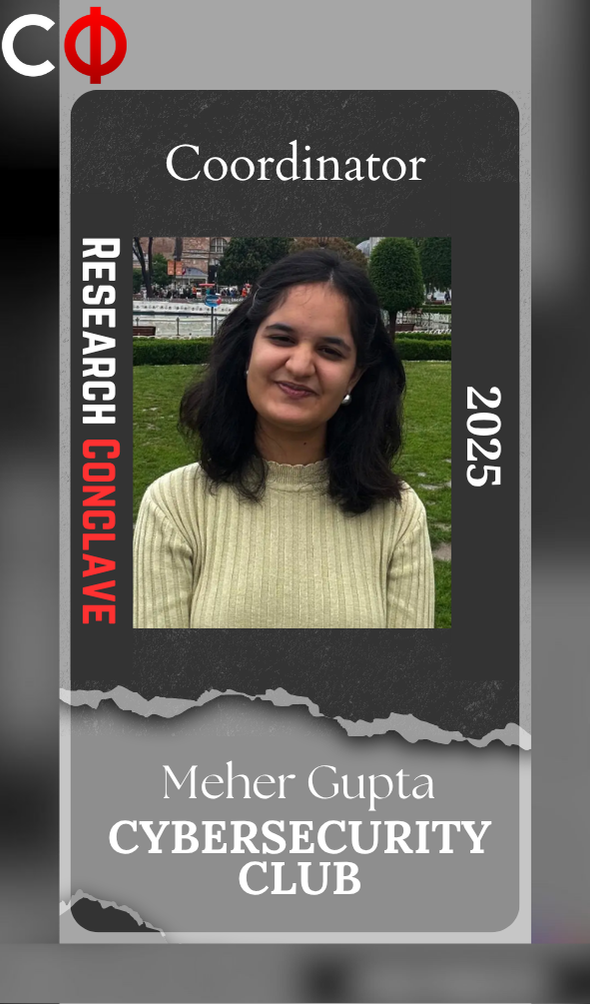 CΦ
Coordinator
RESEARCH CONCLAVE
2025
Meher Gupta
CYBERSECURITY
CLUB